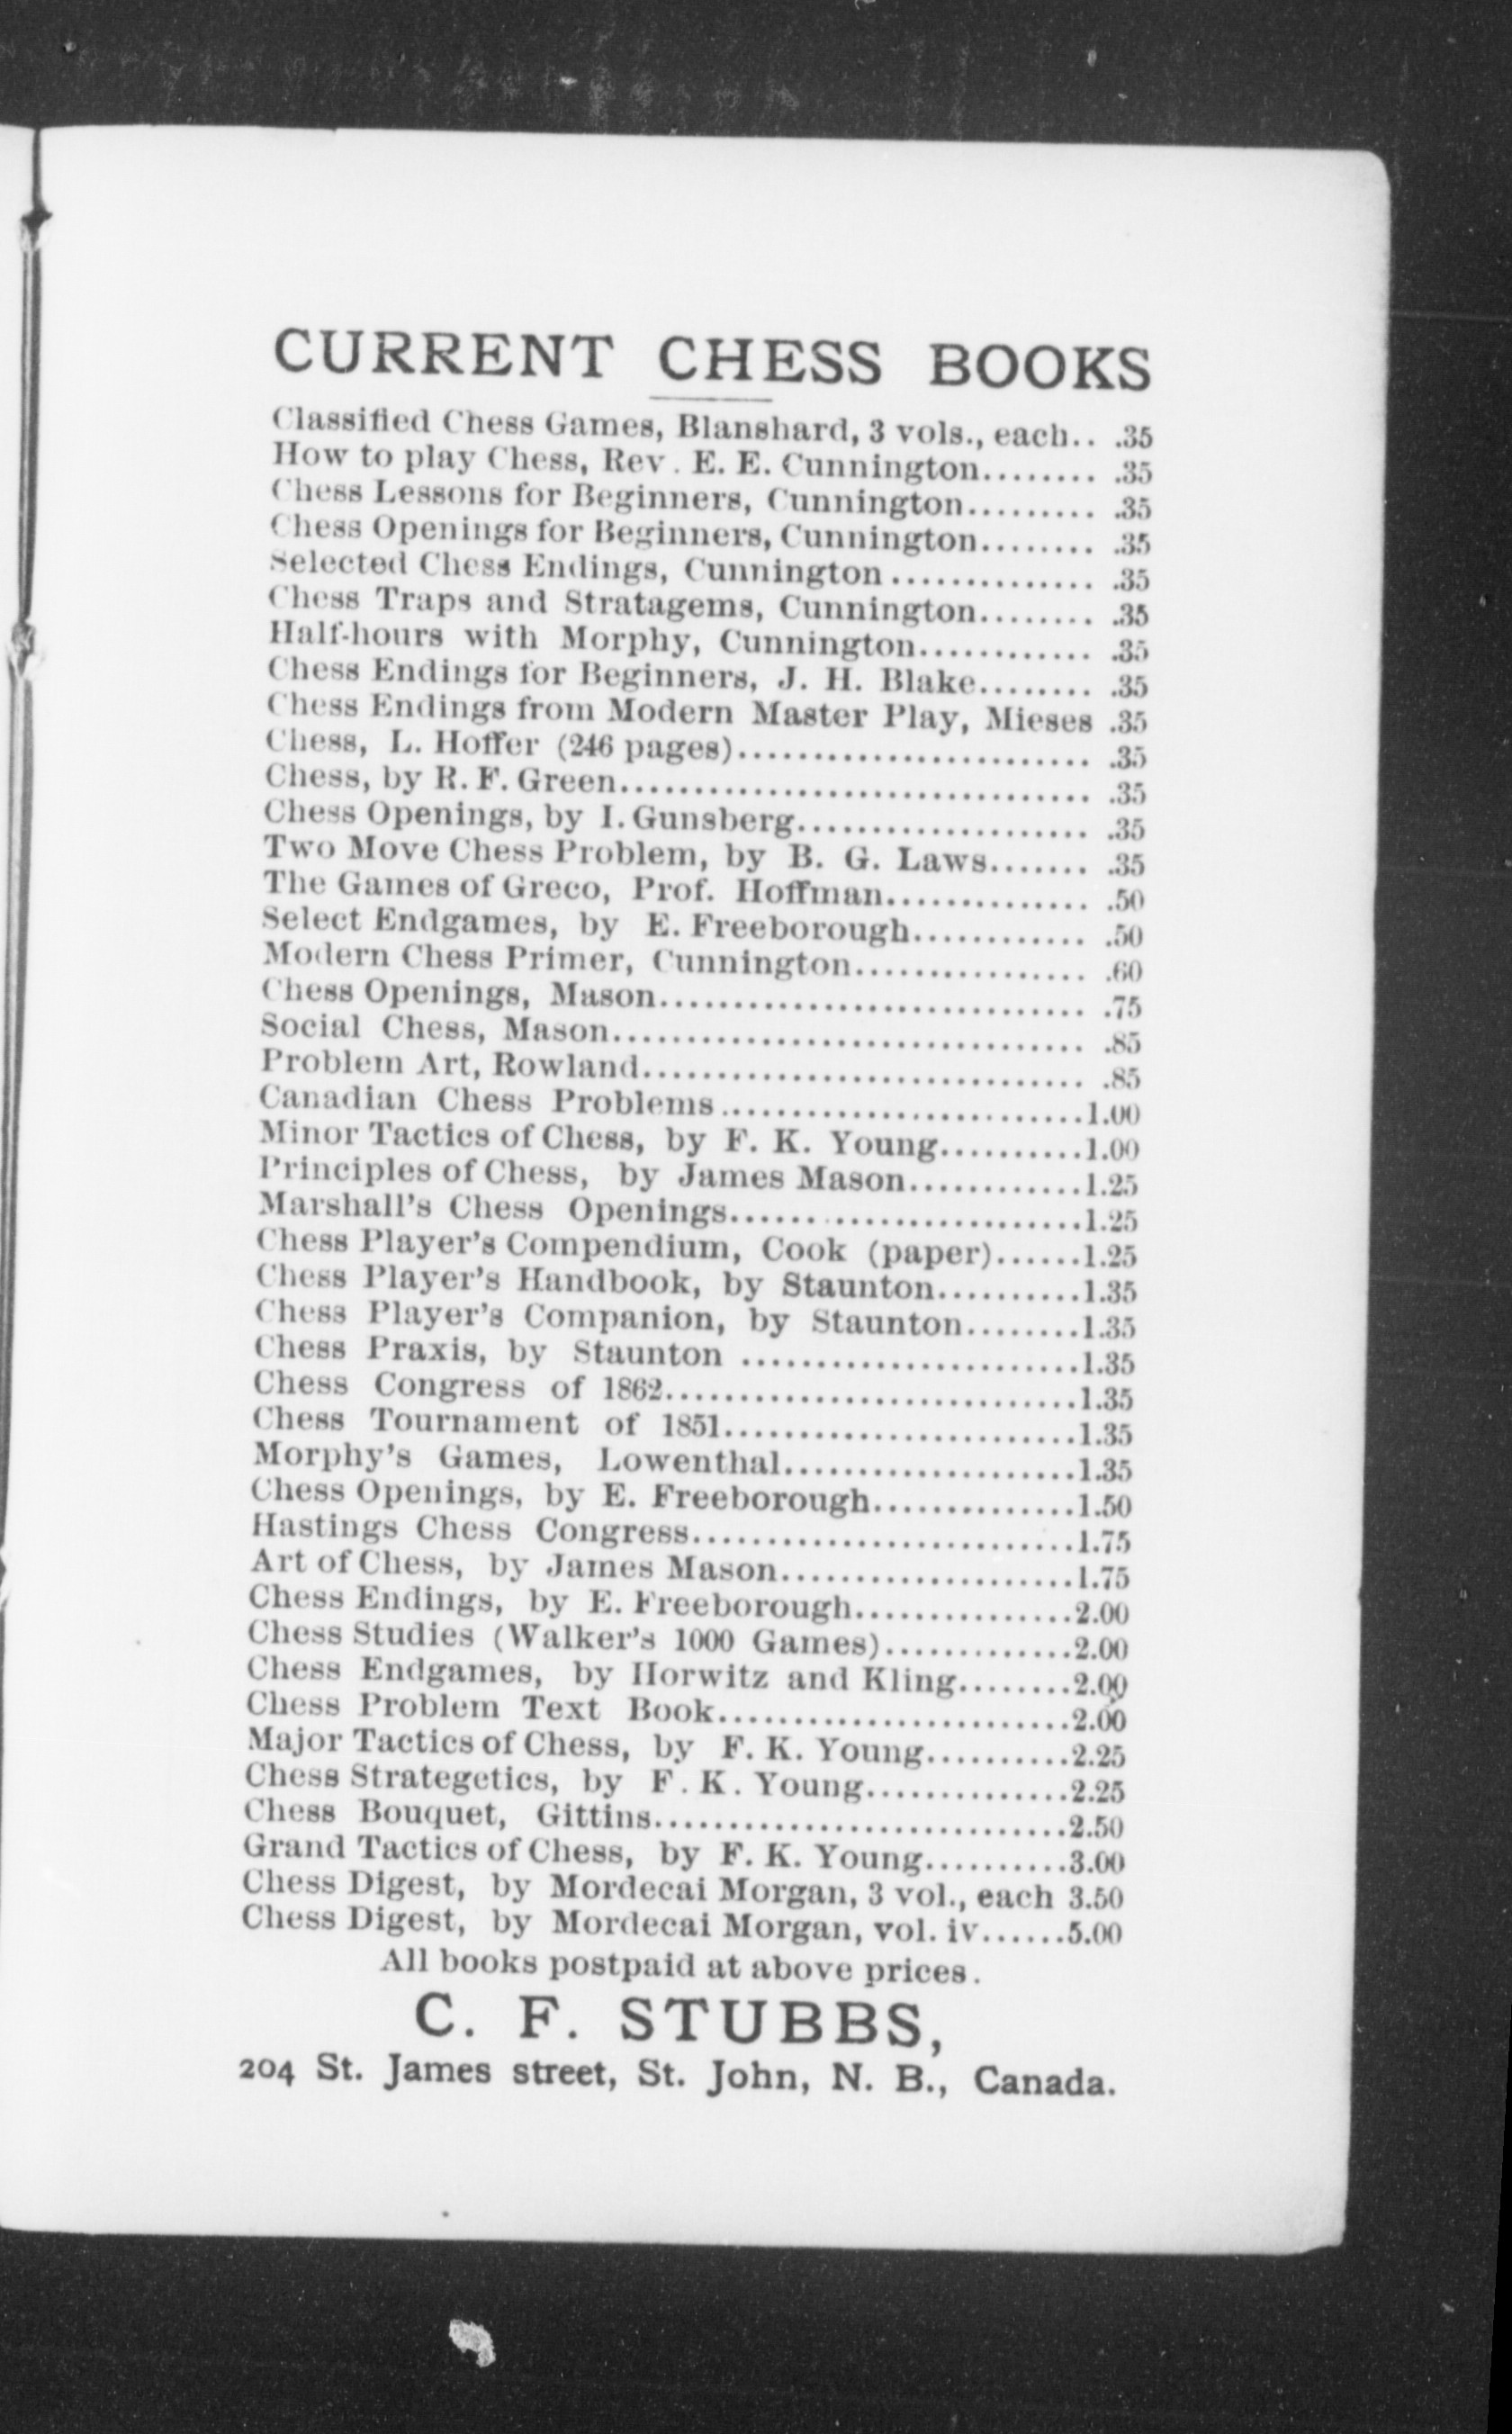 CURRENT CHESS BOOKS
Classified Chess Games, Blanshard, 3 vols., each.. .35
How to play Chess, Rev. E. E. Cunnington........ .35
Chess Lessons for Beginners, Cunnington......... .35
Chess Openings for Beginners, Cunnington........ .35
Selected Chess Endings, Cunnington.............. .35
Chess Traps and Stratagems, Cunnington........ .35
Half-hours with Morphy, Cunnington............ .35
Chess Endings for Beginners, J. H. Blake........ .35
Chess Endings from Modern Master Play, Mieses .35
Chess, L. Hoffer (246 pages)........................ .35
Chess, by R. F. Green................................ .35
Chess Openings, by I. Gunsberg.................... .35
Two Move Chess Problem, by B. G. Laws....... .35
The Games of Greco, Prof. Hoffman.............. .50
Select Endgames, by E. Freeborough............ .50
Modern Chess Primer, Cunnington................ .60
Chess Openings, Mason............................. .75
Social Chess, Mason................................ .85
Problem Art, Rowland.............................. .85
Canadian Chess Problems.........................1.00
Minor Tactics of Chess, by F. K. Young..........1.00
Principles of Chess, by James Mason............1.25
Marshall's Chess Openings........................1.25
Chess Player's Compendium, Cook (paper)......1.25
Chess Player's Handbook, by Staunton..........1.35
Chess Player's Companion, by Staunton........1.35
Chess Praxis, by Staunton .......................1.35
Chess Congress of 1862............................1.35
Chess Tournament of 1851........................1.35
Morphy's Games, Lowenthal....................1.35
Chess Openings, by E. Freeborough..............1.50
Hastings Chess Congress..........................1.75
Art of Chess, by James Mason....................1.75
Chess Endings, by E. Freeborough...............2.00
Chess Studies (Walker's 1000 Games).............2.00
Chess Endgames, by Horwitz and Kling........2.00
Chess Problem Text Book........................2.00
Major Tactics of Chess, by F. K. Young..........2.25
Chess Strategetics, by F. K. Young..............2.25
Chess Bouquet, Gittins............................2.50
Grand Tactics of Chess, by F. K. Young..........3.00
Chess Digest, by Mordecai Morgan, 3 vol., each 3.50
Chess Digest, by Mordecai Morgan, vol. iv......5.00
All books postpaid at above prices.
C. F. STUBBS,
204 St. James street, St. John, N. B., Canada.